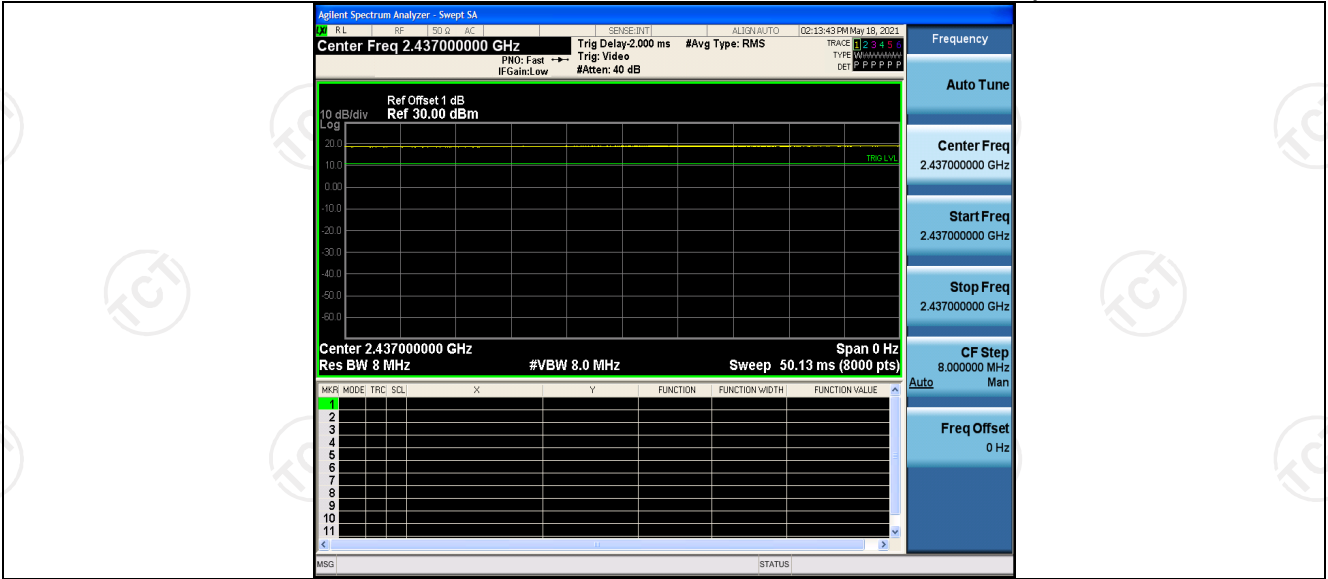 Agilent Spectrum Analyzer - Swept SA
RL RF 50 Ω AC SENSE:INT ALIGN AUTO 02:13:43 PM May 18, 2021
Center Freq 2.437000000 GHz
PNO: Fast
IFGain:Low
Trig Delay-2.000 ms
Trig: Video
#Atten: 40 dB
#Avg Type: RMS
TRACE 1 2 3 4 5 6
TYPE
DET P P P P P P
Ref Offset 1 dB
10 dB/div Ref 30.00 dBm
Log
20.0
10.0
0.00
-10.0
-20.0
-30.0
-40.0
-50.0
-60.0
TRIG LVL
Center 2.437000000 GHz Span 0 Hz
Res BW 8 MHz #VBW 8.0 MHz Sweep 50.13 ms (8000 pts)
MKR MODE TRC SCL X Y FUNCTION FUNCTION WIDTH FUNCTION VALUE
1
2
3
4
5
6
7
8
9
10
11
MSG STATUS
Frequency
Auto Tune
Center Freq
2.437000000 GHz
Start Freq
2.437000000 GHz
Stop Freq
2.437000000 GHz
CF Step
8.000000 MHz
Auto Man
Freq Offset
0 Hz
TCT
TCT
TCT
TCT
TCT
TCT